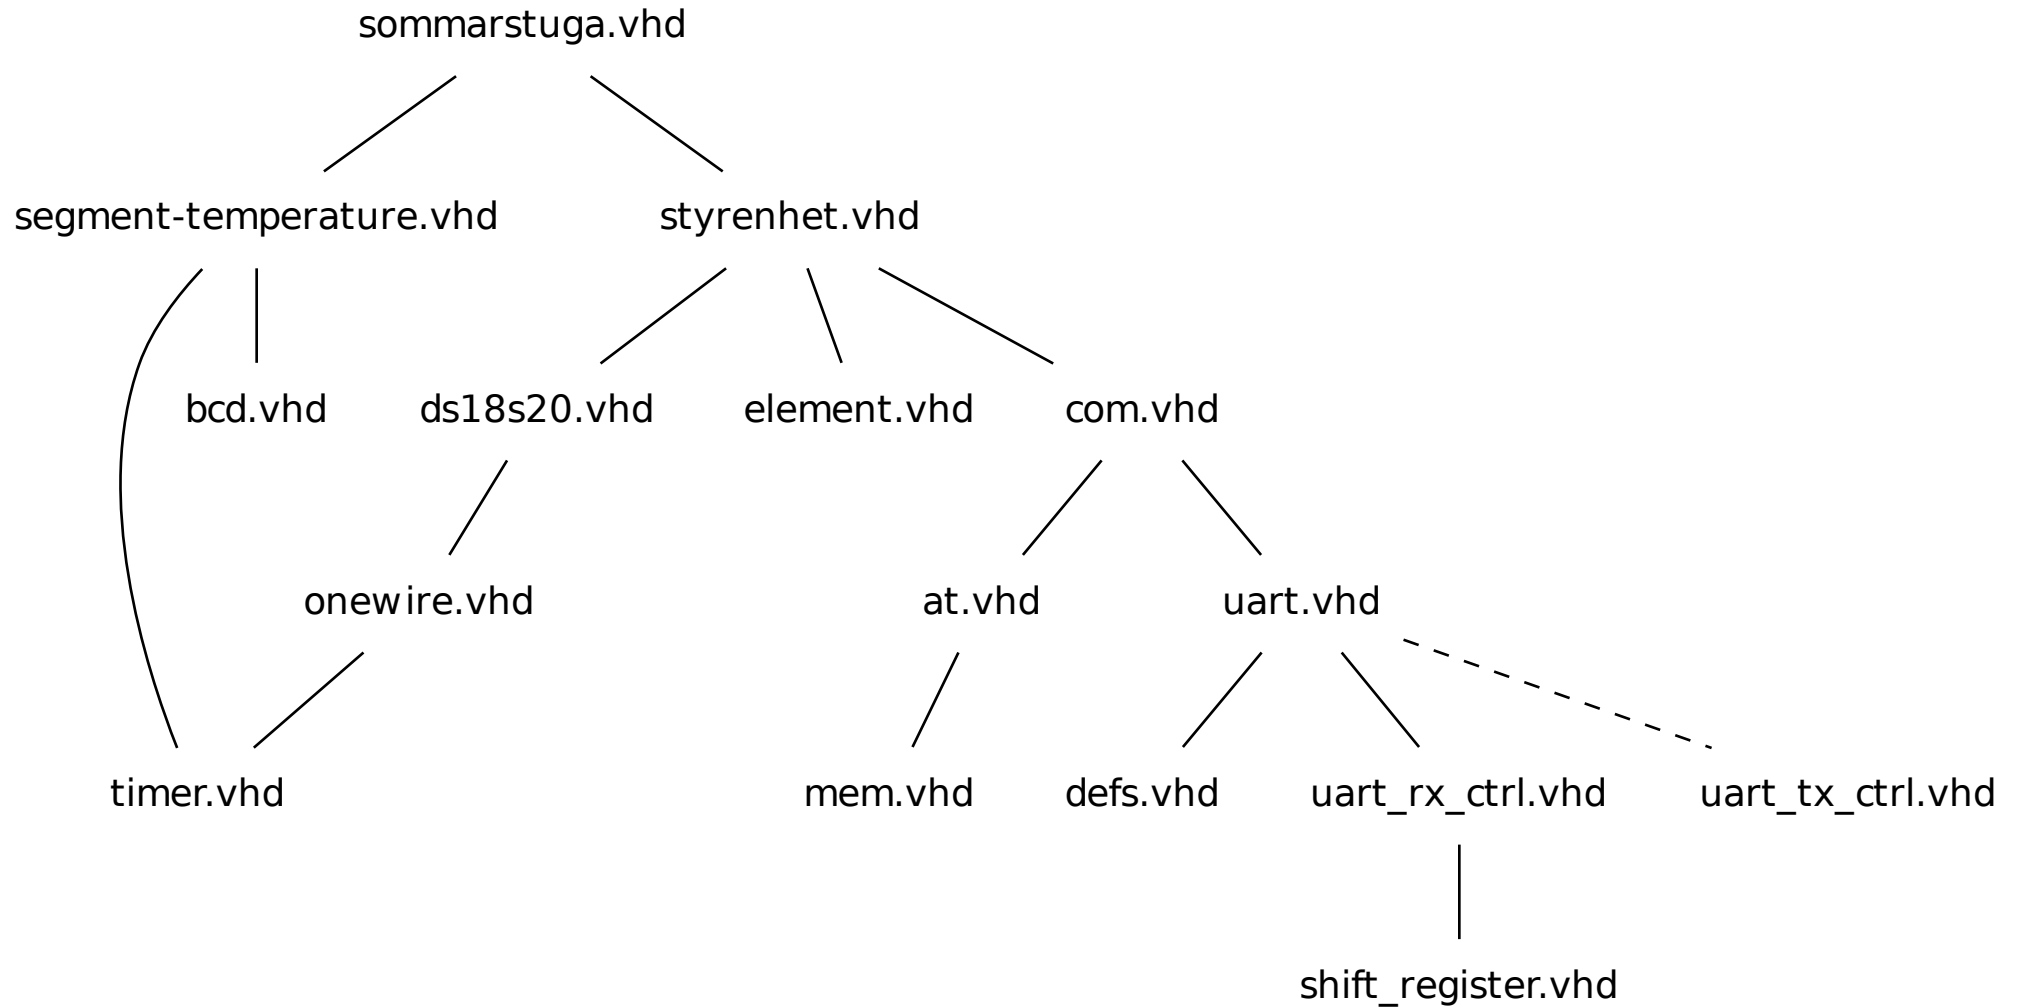 sommarstuga.vhd
segment-temperature.vhd
styrenhet.vhd
bcd.vhd
ds18s20.vhd
element.vhd
com.vhd
onewire.vhd
at.vhd
uart.vhd
timer.vhd
mem.vhd
defs.vhd
uart_rx_ctrl.vhd
uart_tx_ctrl.vhd
shift_register.vhd